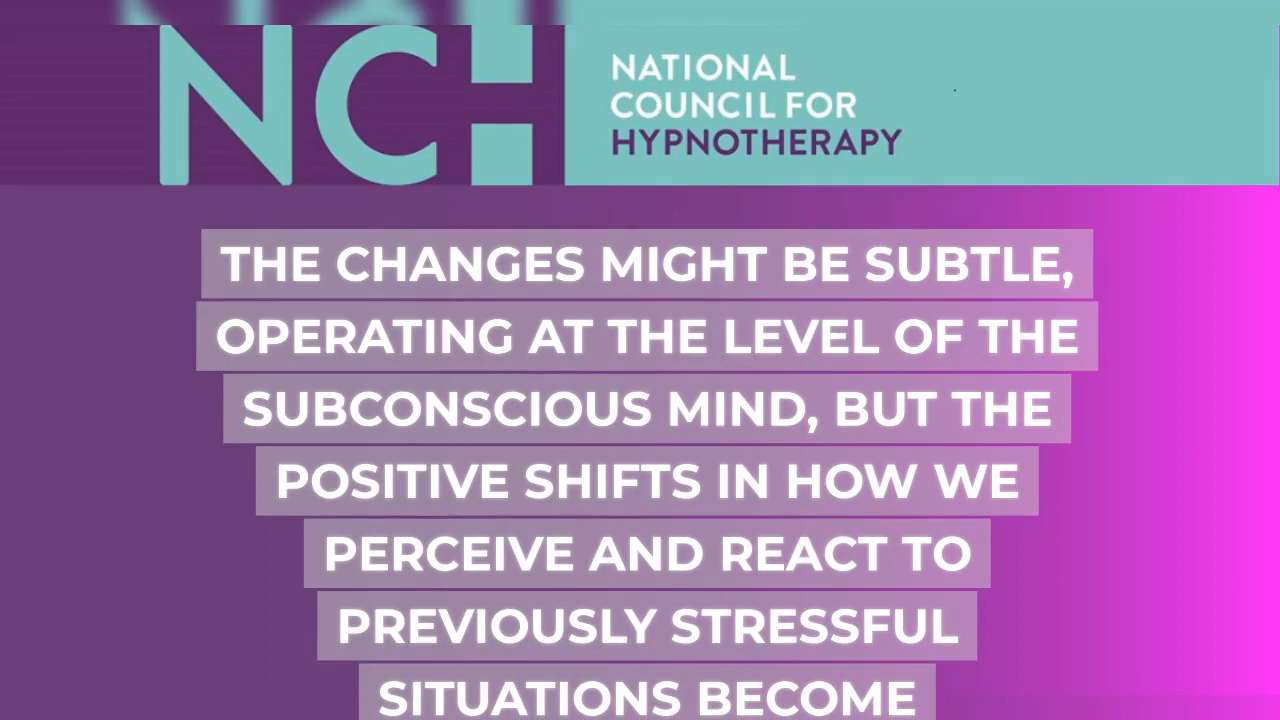 NCH
NATIONAL
COUNCIL FOR
HYPNOTHERAPY
THE CHANGES MIGHT BE SUBTLE,
OPERATING AT THE LEVEL OF THE
SUBCONSCIOUS MIND, BUT THE
POSITIVE SHIFTS IN HOW WE
PERCEIVE AND REACT TO
PREVIOUSLY STRESSFUL
SITUATIONS BECOME